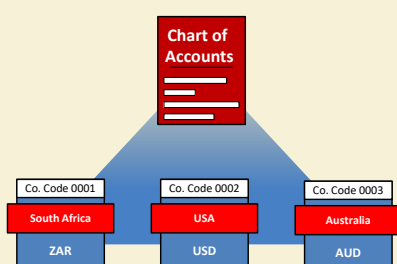 Chart of
Accounts
Co. Code 0001
Co. Code 0002
Co. Code 0003
South Africa
USA
Australia
ZAR
USD
AUD